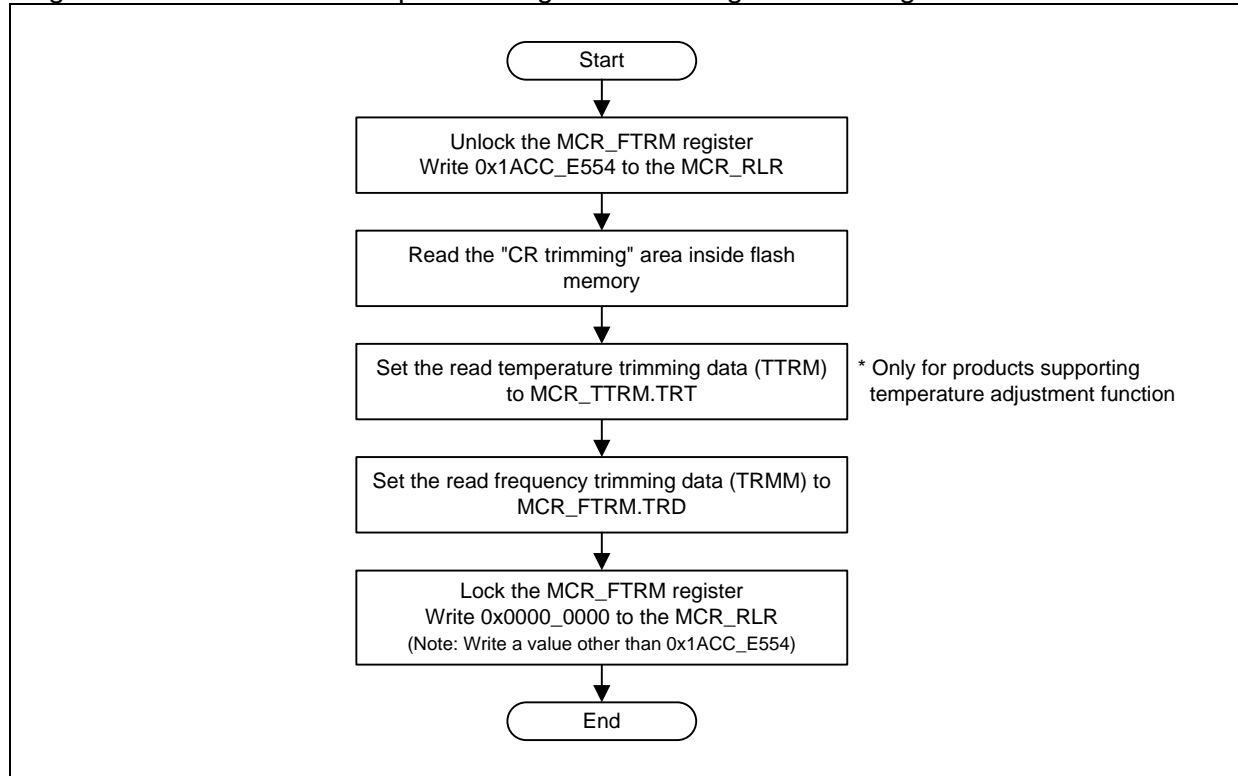 Start
Unlock the MCR_FTRM register
Write 0x1ACC_E554 to the MCR_RLR
Read the "CR trimming" area inside flash
memory
Set the read temperature trimming data (TTRM)
to MCR_TTRM.TRT
* Only for products supporting
temperature adjustment function
Set the read frequency trimming data (TRMM) to
MCR_FTRM.TRD
Lock the MCR_FTRM register
Write 0x0000_0000 to the MCR_RLR
(Note: Write a value other than 0x1ACC_E554)
End